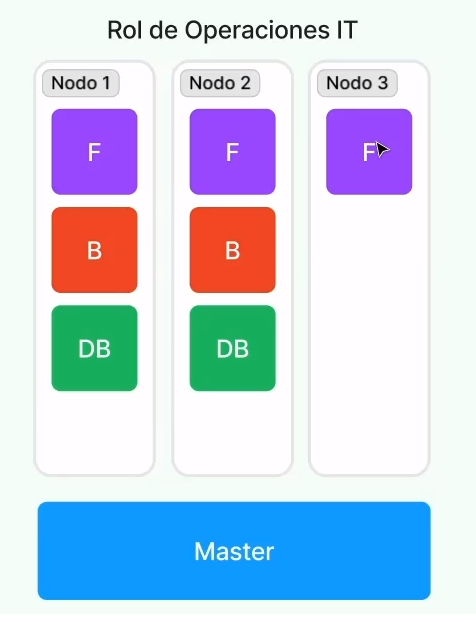 Rol de Operaciones IT
Nodo 1
Nodo 2
Nodo 3
F
F
F
B
B
DB
DB
Master